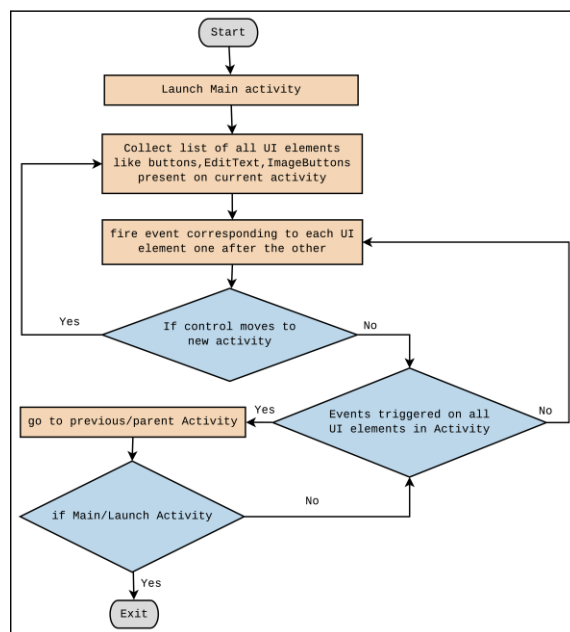 Start
Launch Main activity
Collect list of all UI elements
like buttons,EditText,ImageButtons
present on current activity
fire event corresponding to each UI
element one after the other
Yes
If control moves to
new activity
No
go to previous/parent Activity
Yes
Events triggered on all
UI elements in Activity
No
if Main/Launch Activity
No
Yes
Exit